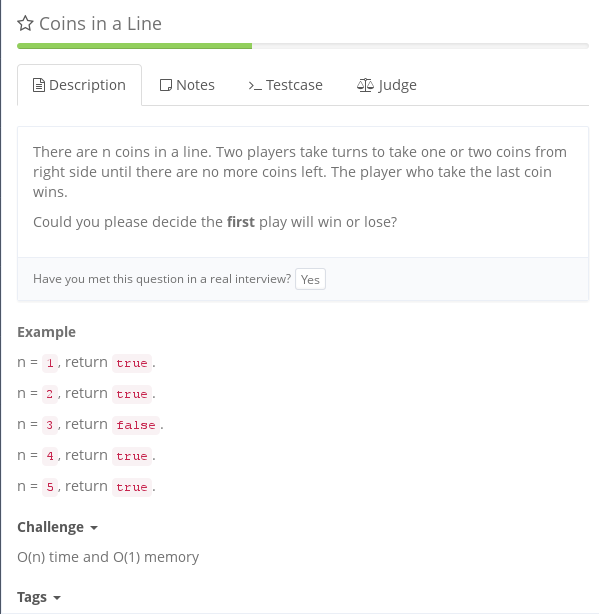 Coins in a Line
Description
Notes
Testcase
Judge
There are n coins in a line. Two players take turns to take one or two coins from
right side until there are no more coins left. The player who take the last coin
wins.
Could you please decide the first play will win or lose?
Have you met this question in a real interview? Yes
Example
n = 1, return true.
n = 2, return true.
n = 3, return false.
n = 4, return true.
n = 5, return true.
Challenge
O(n) time and O(1) memory
Tags